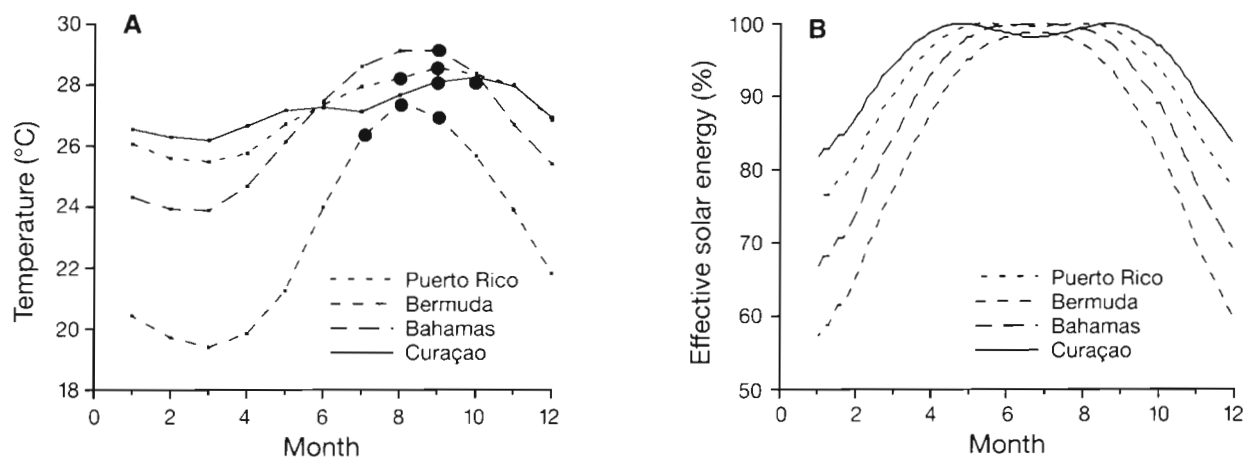 A
Temperature (°C)
30
28
26
24
22
20
18
0 2 4 6 8 10 12
Month
Puerto Rico
Bermuda
Bahamas
Curaçao
B
Effective solar energy (%)
100
90
80
70
60
50
0 2 4 6 8 10 12
Month
Puerto Rico
Bermuda
Bahamas
Curaçao